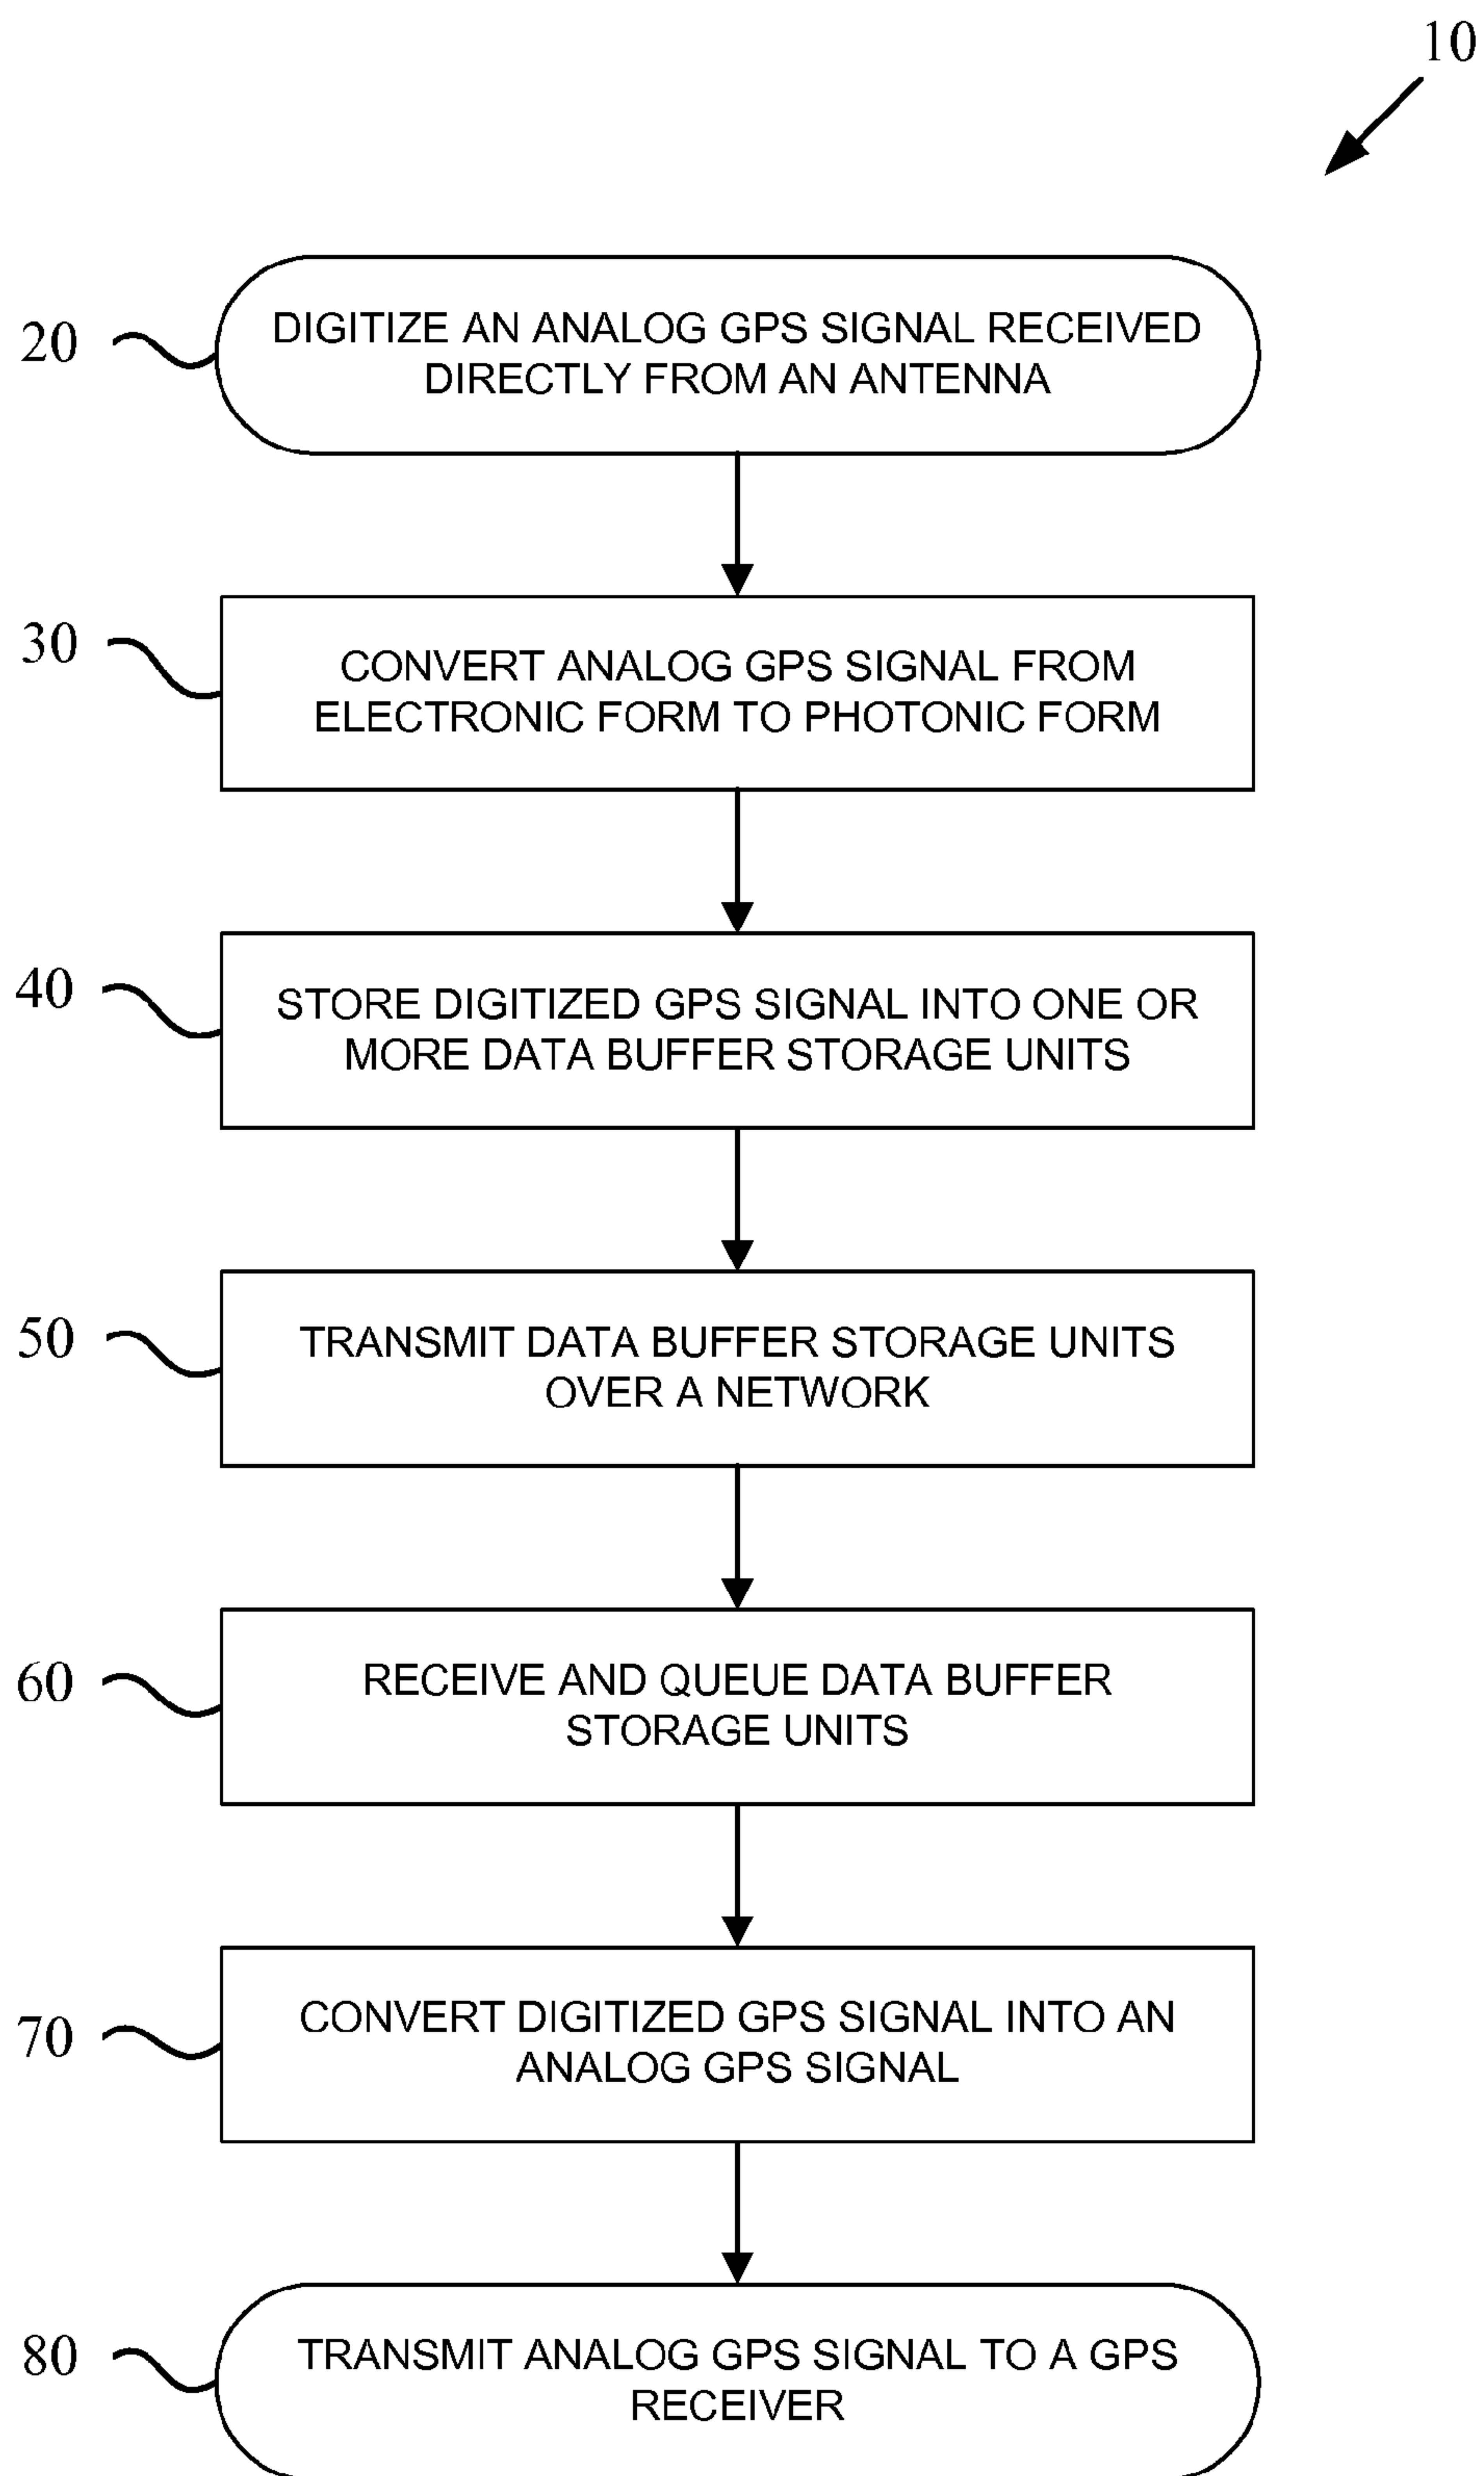 10
20
DIGITIZE AN ANALOG GPS SIGNAL RECEIVED
DIRECTLY FROM AN ANTENNA
30
CONVERT ANALOG GPS SIGNAL FROM
ELECTRONIC FORM TO PHOTONIC FORM
40
STORE DIGITIZED GPS SIGNAL INTO ONE OR
MORE DATA BUFFER STORAGE UNITS
50
TRANSMIT DATA BUFFER STORAGE UNITS
OVER A NETWORK
60
RECEIVE AND QUEUE DATA BUFFER
STORAGE UNITS
70
CONVERT DIGITIZED GPS SIGNAL INTO AN
ANALOG GPS SIGNAL
80
TRANSMIT ANALOG GPS SIGNAL TO A GPS
RECEIVER